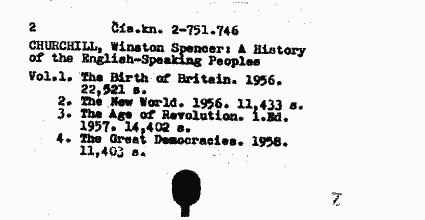 2 Čís.kn. 2-751.746
CHURCHILL, Winston Spencer: A History
of the English-Speaking Peoples
Vol.1. The Birth of Britain. 1956.
22,521 s.
2. The New World. 1956. 11,433 s.
3. The Age of Revolution. 1.Ed.
1957. 14,402 s.
4. The Great Democracies. 1958.
11,403 s.